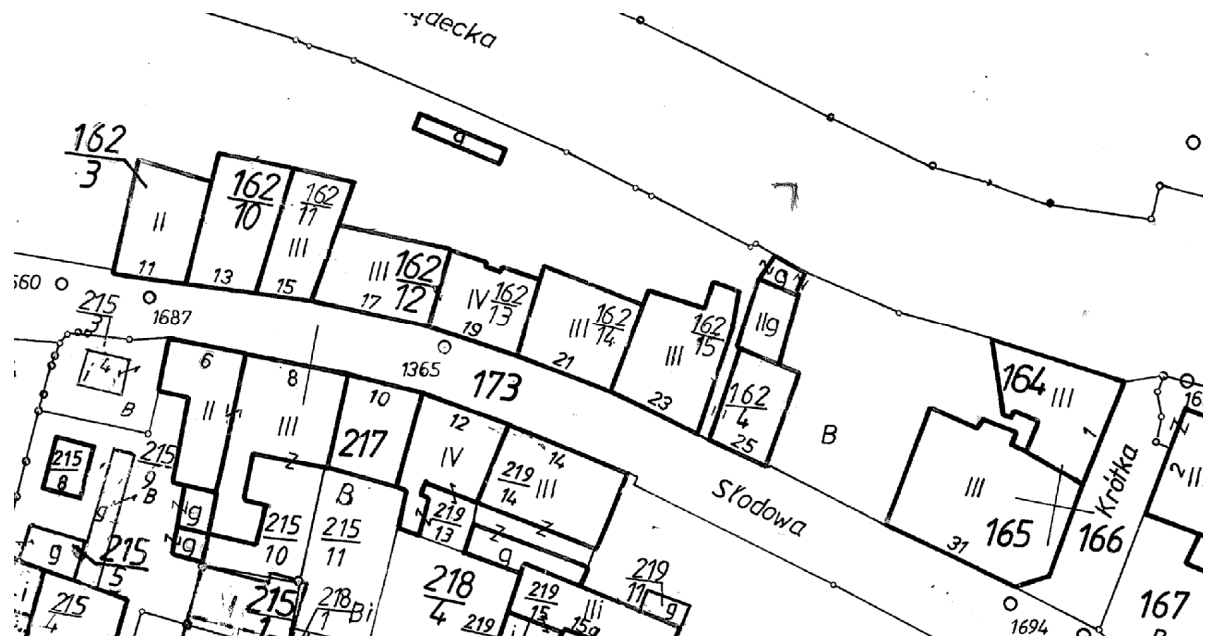 ądecka
g
162
3
162
10
162
11
II
III
11
13
15
III
162
12
17
IV
162
13
19
III
162
14
21
III
162
15
23
g
IIg
162
4
25
B
164
III
1
III
165
31
Krótka
166
167
2
Słodowa
173
560
1687
1365
1694
215
3
4
B
6
II
8
III
10
217
12
IV
14
219
14
III
215
8
215
9
B
g
g
g
215
5
215
4
215
10
B
215
11
215
1
218
1
Bi
z
z
z
219
13
g
218
4
219
15
219
219
11
g
15g